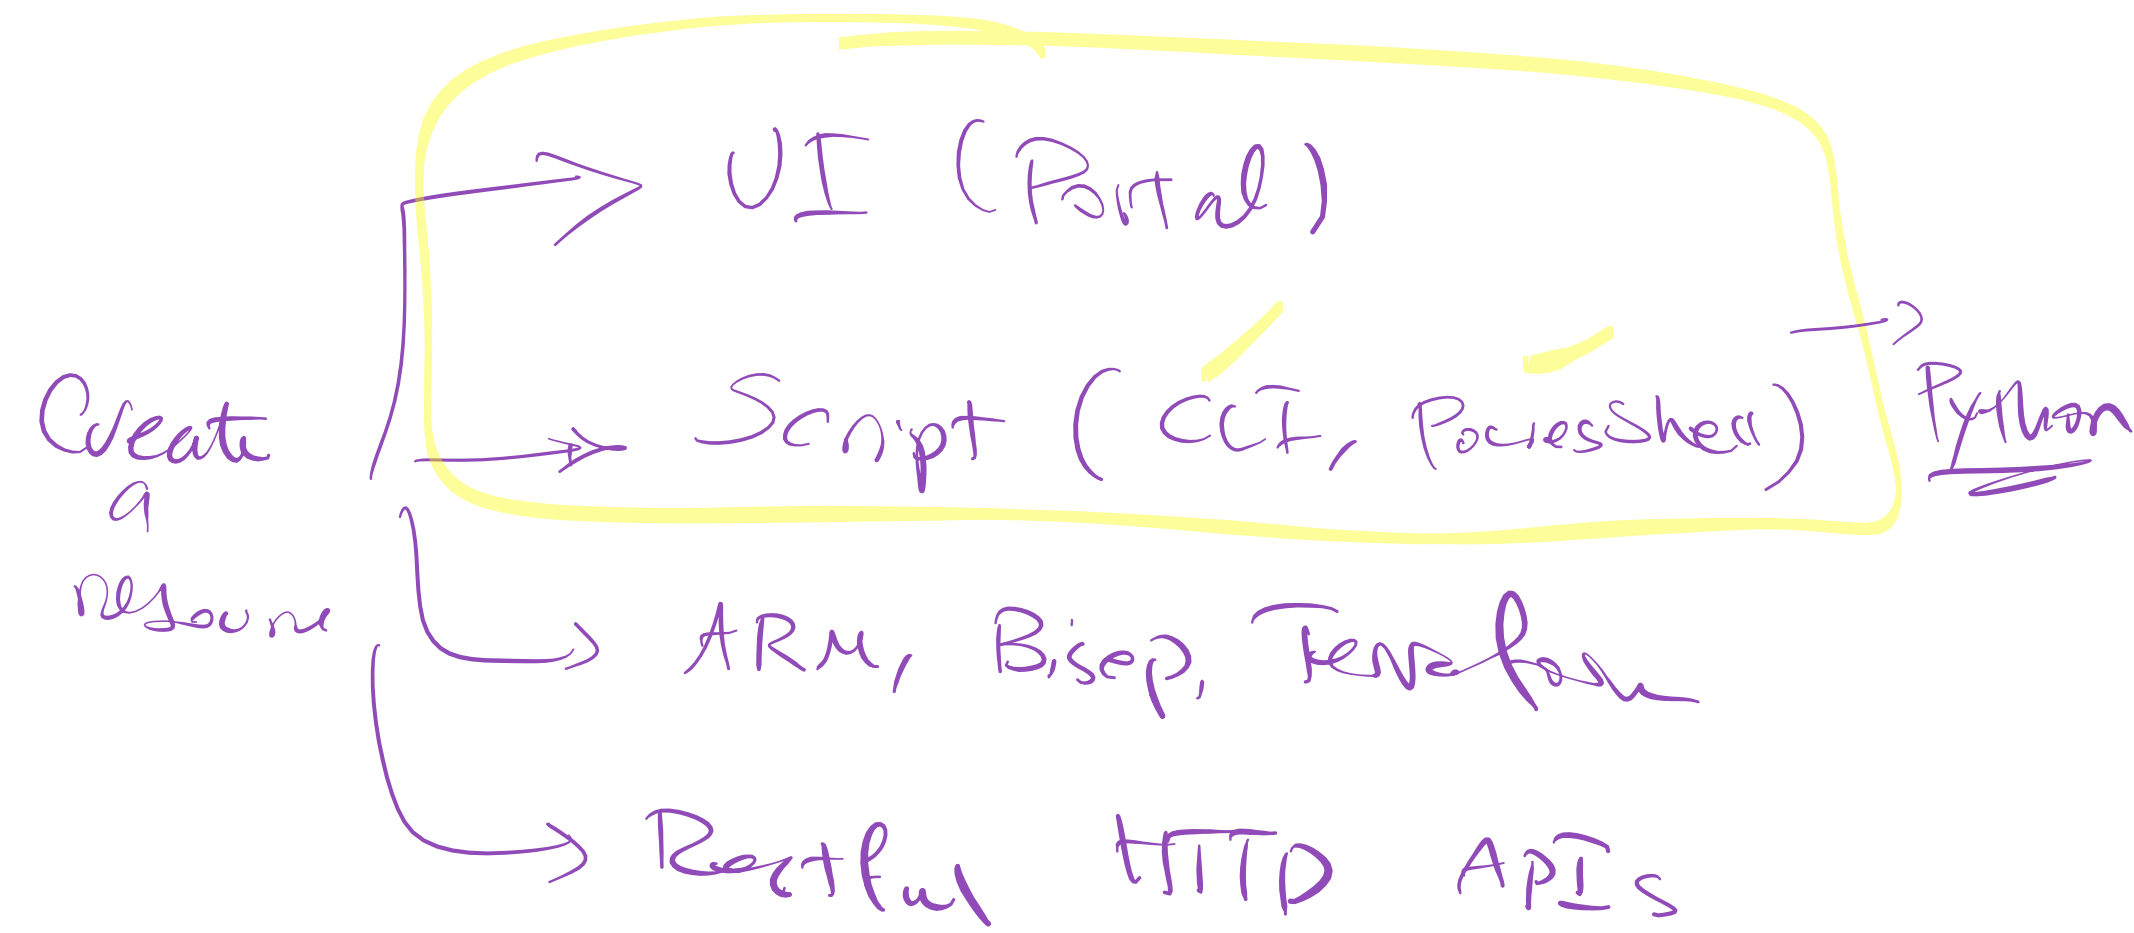 UI (Portal)
Script (CLI, PowerShell)
Python
Create
a
resource
ARM, Bicep, Terraform
Restful HTTP APIs